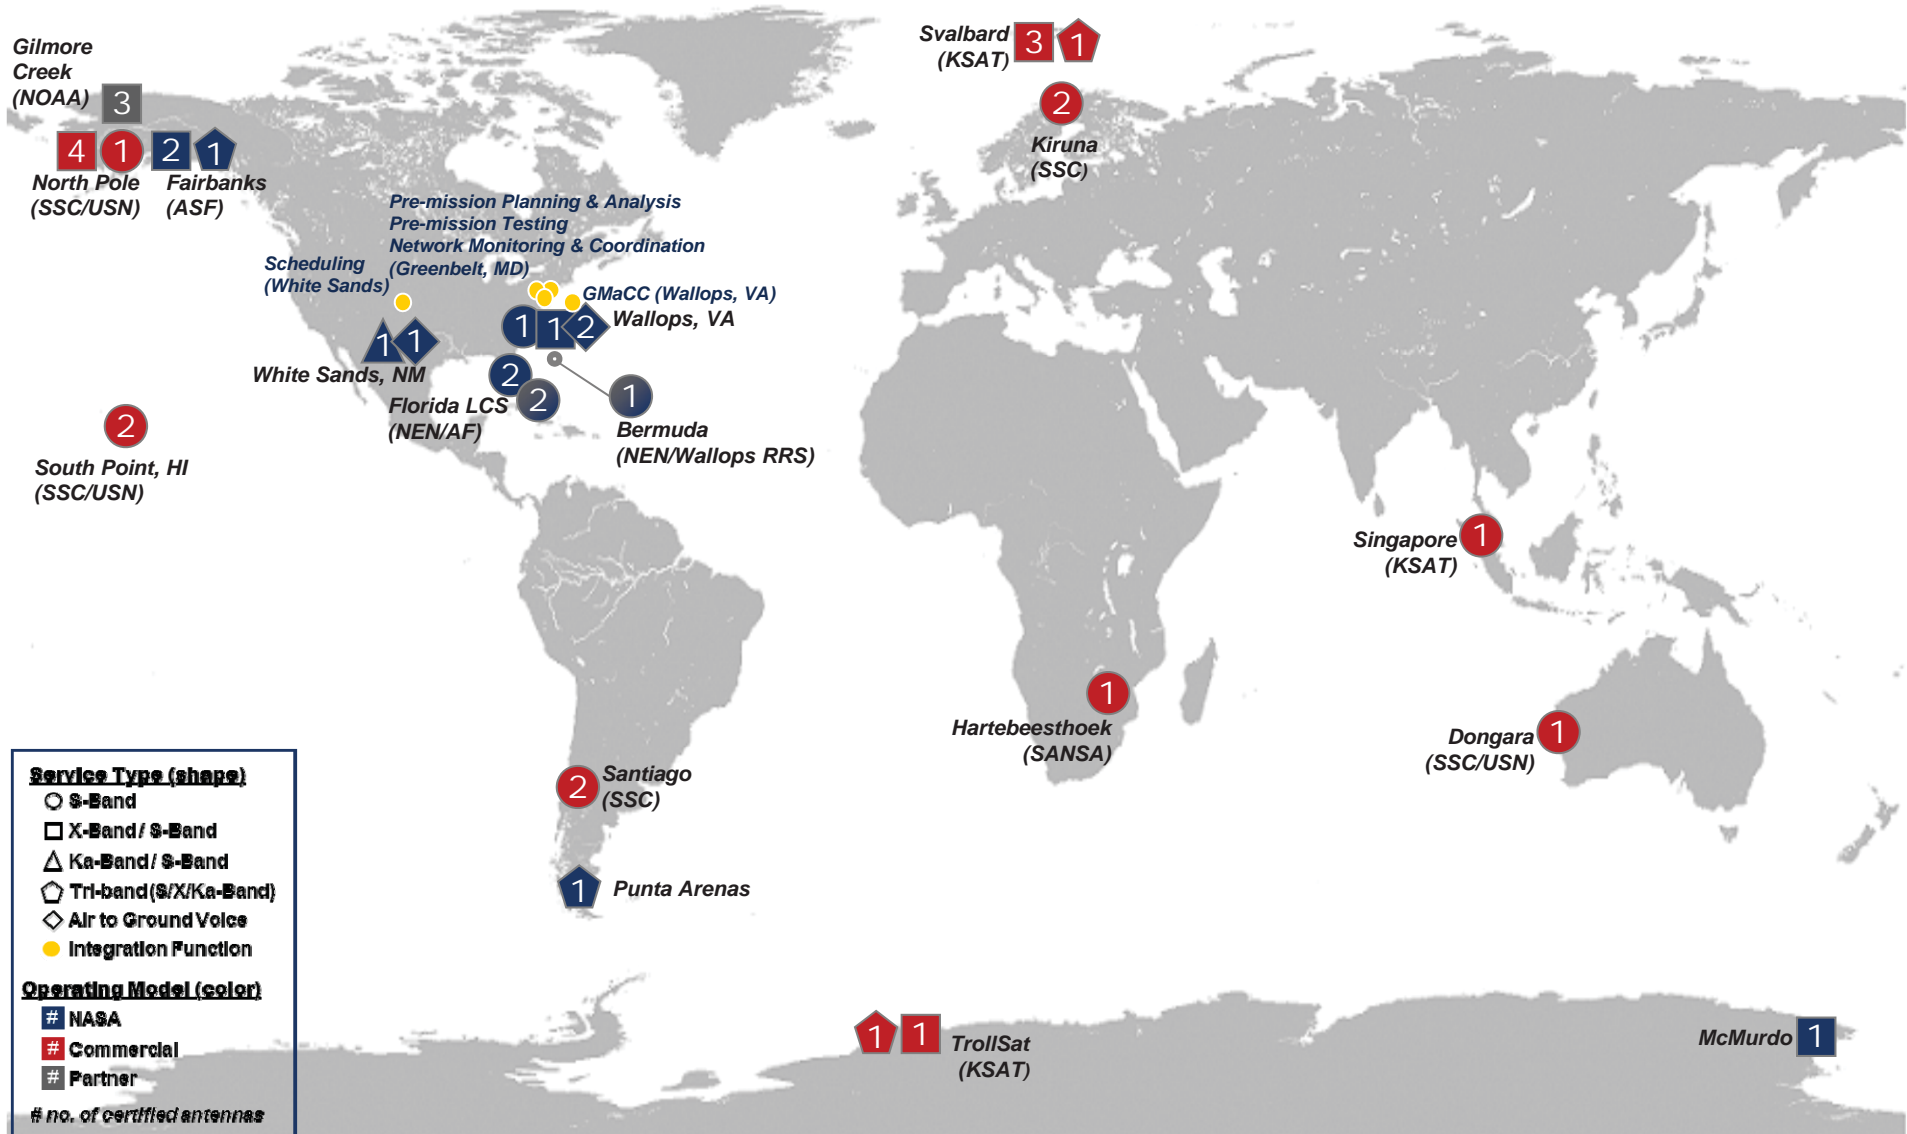 Gilmore
Creek
(NOAA)
3
4
1
2
1
North Pole
(SSC/USN)
Fairbanks
(ASF)
Svalbard
(KSAT)
3
1
2
Kiruna
(SSC)
Pre-mission Planning & Analysis
Pre-mission Testing
Network Monitoring & Coordination
(Greenbelt, MD)
Scheduling
(White Sands)
GMaCC (Wallops, VA)
Wallops, VA
1
1
2
1
1
White Sands, NM
2
2
Florida LCS
(NEN/AF)
1
Bermuda
(NEN/Wallops RRS)
2
South Point, HI
(SSC/USN)
Singapore
(KSAT)
1
1
Hartebeesthoek
(SANSA)
Dongara
(SSC/USN)
1
2
Santiago
(SSC)
1
Punta Arenas
1
1
TrollSat
(KSAT)
McMurdo
1
Service Type (shape)
S-Band
X-Band / S-Band
Ka-Band / S-Band
Tri-band (S/X/Ka-Band)
Air to Ground Voice
Integration Function
Operating Model (color)
# NASA
# Commercial
# Partner
# no. of certified antennas